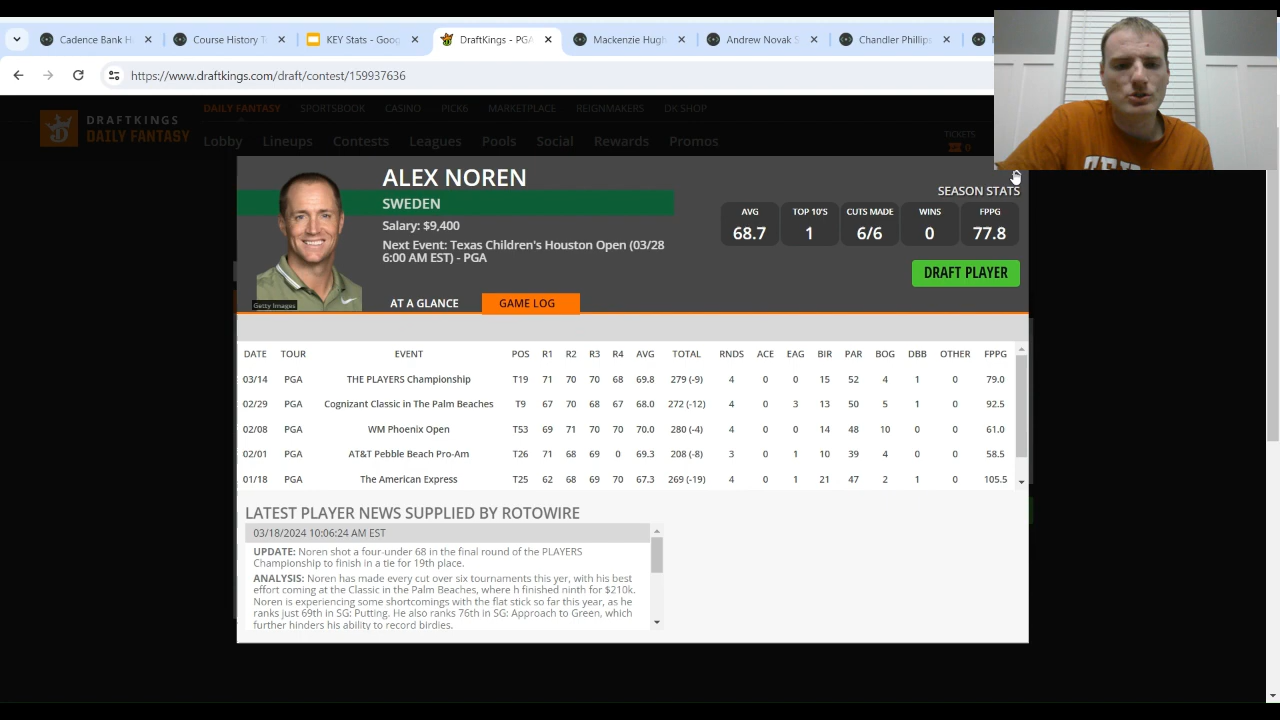 Cadence Bank H
Course History T
KEY Stats
DraftKings - PGA
Mackenzie Hugh
Andrew Novak S
Chandler Phillips
https://www.draftkings.com/draft/contest/159937696
DRAFTKINGS
DAILY FANTASY
DAILY FANTASY SPORTSBOOK CASINO PICK6 MARKETPLACE REIGNMAKERS DK SHOP
Lobby Lineups Contests Leagues Pools Social Rewards Promos
TICKETS
0
ALEX NOREN
SWEDEN
Salary: $9,400
Next Event: Texas Children's Houston Open (03/28
6:00 AM EST) - PGA
Getty Images
SEASON STATS
AVG TOP 10'S CUTS MADE WINS FPPG
68.7 1 6/6 0 77.8
DRAFT PLAYER
AT A GLANCE GAME LOG
DATE TOUR EVENT POS R1 R2 R3 R4 AVG TOTAL RNDS ACE EAG BIR PAR BOG DBB OTHER FPPG
03/14 PGA THE PLAYERS Championship T19 71 70 70 68 69.8 279 (-9) 4 0 0 15 52 4 1 0 79.0
02/29 PGA Cognizant Classic in The Palm Beaches T9 67 70 68 67 68.0 272 (-12) 4 0 3 13 50 5 1 0 92.5
02/08 PGA WM Phoenix Open T53 69 71 70 70 70.0 280 (-4) 4 0 0 14 48 10 0 0 61.0
02/01 PGA AT&T Pebble Beach Pro-Am T26 71 68 69 0 69.3 208 (-8) 3 0 1 10 39 4 0 0 58.5
01/18 PGA The American Express T25 62 68 69 70 67.3 269 (-19) 4 0 1 21 47 2 1 0 105.5
LATEST PLAYER NEWS SUPPLIED BY ROTOWIRE
03/18/2024 10:06:24 AM EST
UPDATE: Noren shot a four-under 68 in the final round of the PLAYERS
Championship to finish in a tie for 19th place.
ANALYSIS: Noren has made every cut over six tournaments this yer, with his best
effort coming at the Classic in the Palm Beaches, where h finished ninth for $210k.
Noren is experiencing some shortcomings with the flat stick so far this year, as he
ranks just 69th in SG: Putting. He also ranks 76th in SG: Approach to Green, which
further hinders his ability to record birdies.